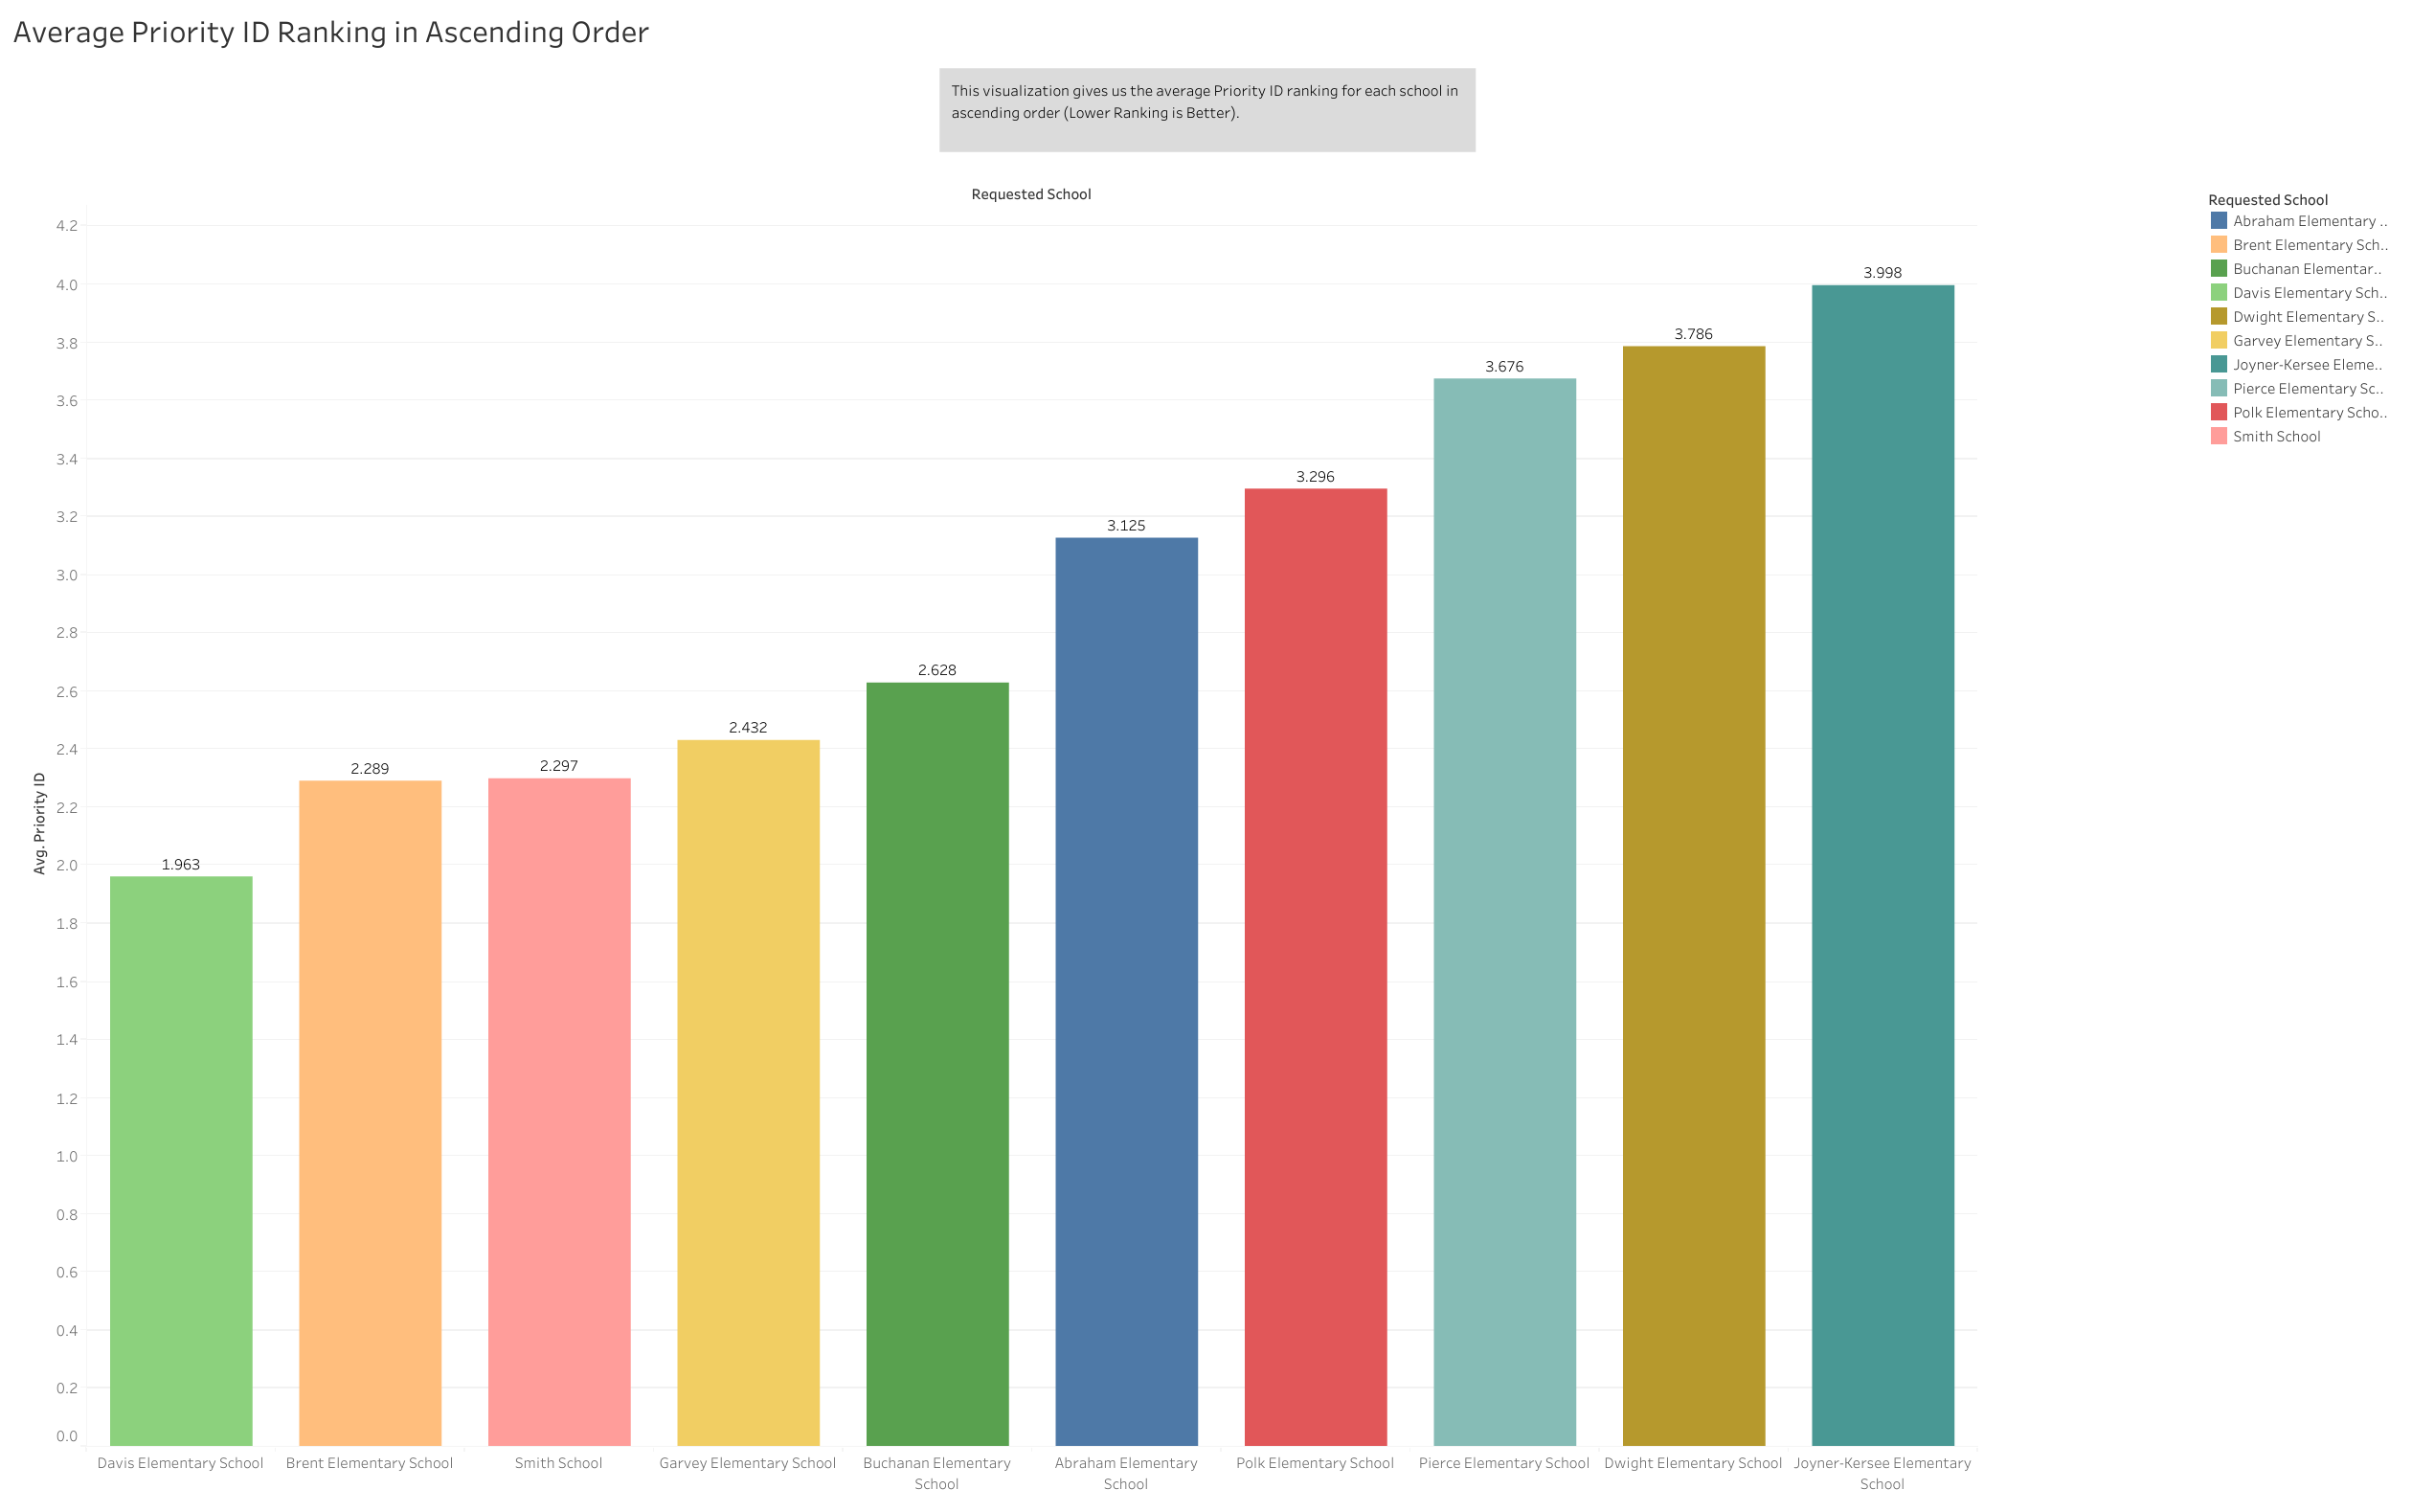 Average Priority ID Ranking in Ascending Order
This visualization gives us the average Priority ID ranking for each school in
ascending order (Lower Ranking is Better).
Requested School
4.2
4.0
3.8
3.6
3.4
3.2
3.0
2.8
2.6
2.4
2.2
2.0
1.8
1.6
1.4
1.2
1.0
0.8
0.6
0.4
0.2
0.0
Avg. Priority ID
1.963
2.289
2.297
2.432
2.628
3.125
3.296
3.676
3.786
3.998
Davis Elementary School
Brent Elementary School
Smith School
Garvey Elementary School
Buchanan Elementary
School
Abraham Elementary
School
Polk Elementary School
Pierce Elementary School
Dwight Elementary School
Joyner-Kersee Elementary
School
Requested School
Abraham Elementary ..
Brent Elementary Sch..
Buchanan Elementar..
Davis Elementary Sch..
Dwight Elementary S..
Garvey Elementary S..
Joyner-Kersee Eleme..
Pierce Elementary Sc..
Polk Elementary Scho..
Smith School